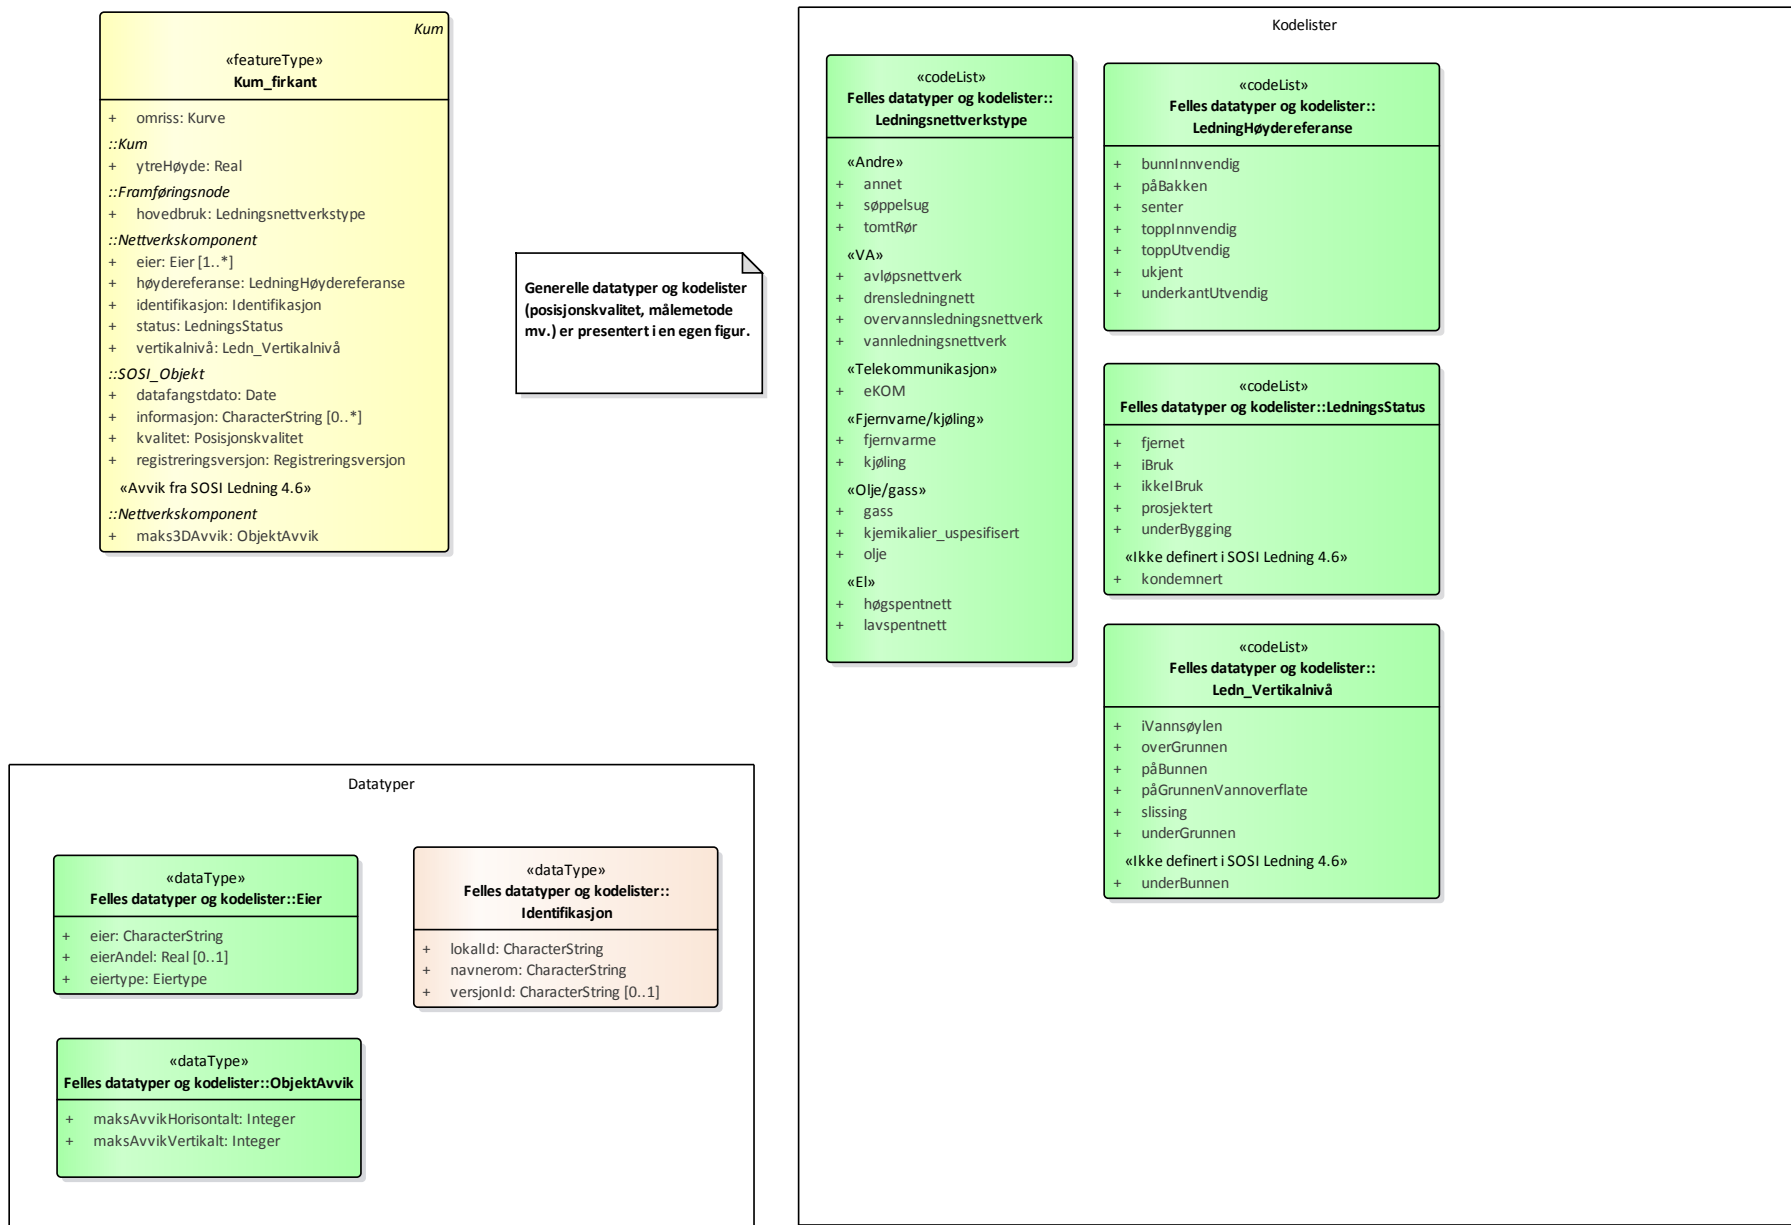 Kum
«featureType»
Kum_firkant
+ omriss: Kurve
::Kum
+ ytreHøyde: Real
::Framføringsnode
+ hovedbruk: Ledningsnettverkstype
::Nettverkskomponent
+ eier: Eier [1..*]
+ høydereferanse: LedningHøydereferanse
+ identifikasjon: Identifikasjon
+ status: LedningsStatus
+ vertikalnivå: Ledn_Vertikalnivå
::SOSI_Objekt
+ datafangstdato: Date
+ informasjon: CharacterString [0..*]
+ kvalitet: Posisjonskvalitet
+ registreringsversjon: Registreringsversjon
«Avvik fra SOSI Ledning 4.6»
::Nettverkskomponent
+ maks3DAvvik: ObjektAvvik
Generelle datatyper og kodelister
(posisjonskvalitet, målemetode
mv.) er presentert i en egen figur.
Kodelister
«codeList»
Felles datatyper og kodelister::
Ledningsnettverkstype
«Andre»
+ annet
+ søppelsug
+ tomtRør
«VA»
+ avløpsnettverk
+ drensledningnett
+ overvannsledningsnettverk
+ vannledningsnettverk
«Telekommunikasjon»
+ eKOM
«Fjernvarne/kjøling»
+ fjernvarme
+ kjøling
«Olje/gass»
+ gass
+ kjemikalier_uspesifisert
+ olje
«El»
+ høgspentnett
+ lavspentnett
«codeList»
Felles datatyper og kodelister::
LedningHøydereferanse
+ bunnInnvendig
+ påBakken
+ senter
+ toppInnvendig
+ toppUtvendig
+ ukjent
+ underkantUtvendig
«codeList»
Felles datatyper og kodelister::LedningsStatus
+ fjernet
+ iBruk
+ ikkeIBruk
+ prosjektert
+ underBygging
«Ikke definert i SOSI Ledning 4.6»
+ kondemnert
«codeList»
Felles datatyper og kodelister::
Ledn_Vertikalnivå
+ iVannsøylen
+ overGrunnen
+ påBunnen
+ påGrunnenVannoverflate
+ slissing
+ underGrunnen
«Ikke definert i SOSI Ledning 4.6»
+ underBunnen
Datatyper
«dataType»
Felles datatyper og kodelister::Eier
+ eier: CharacterString
+ eierAndel: Real [0..1]
+ eiertype: Eiertype
«dataType»
Felles datatyper og kodelister::
Identifikasjon
+ lokalId: CharacterString
+ navnerom: CharacterString
+ versjonId: CharacterString [0..1]
«dataType»
Felles datatyper og kodelister::ObjektAvvik
+ maksAvvikHorisontalt: Integer
+ maksAvvikVertikalt: Integer